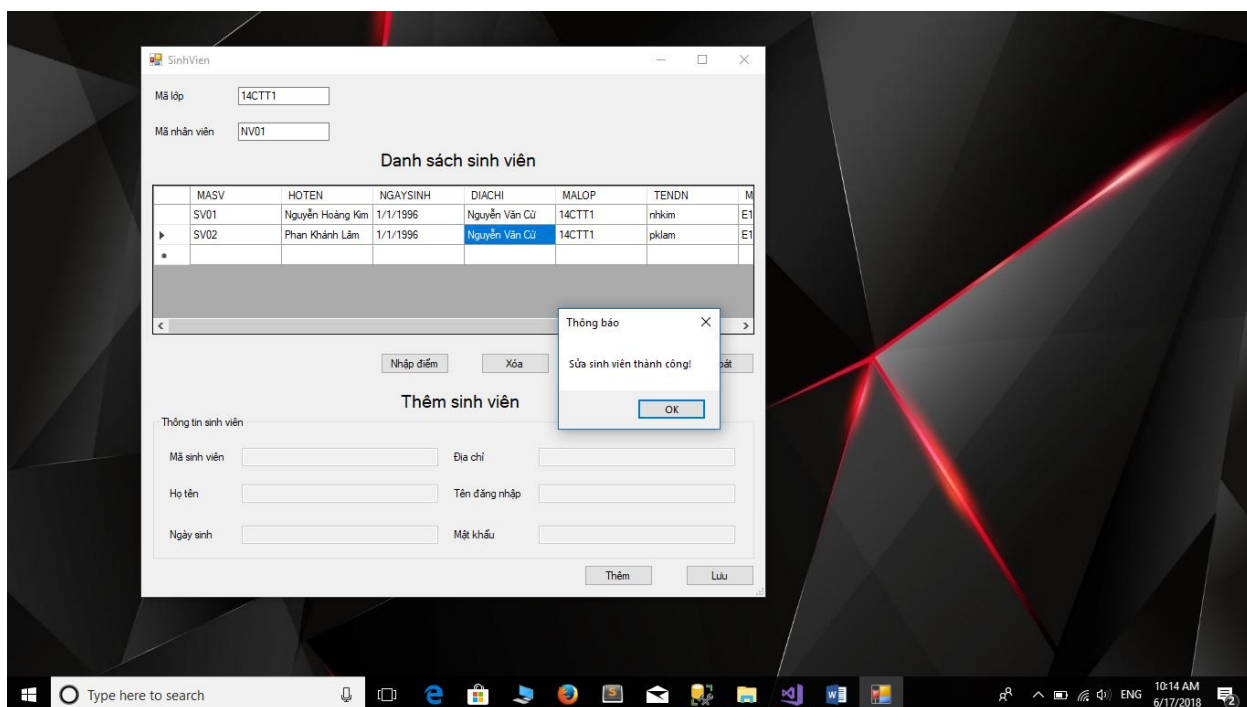 SinhVien
Mã lóp 14CTT1
Mã nhân viên NV01
Danh sách sinh viên
MASV HOTEN NGAYSINH DIACHI MALOP TENDN M
SV01 Nguyễn Hoàng Kim 1/1/1996 Nguyễn Văn Cừ 14CTT1 nhkim E1
SV02 Phan Khánh Lâm 1/1/1996 Nguyễn Văn Cừ 14CTT1 pklam E1
Thông báo
Sửa sinh viên thành công!
OK
Nhập điểm Xóa
Thêm sinh viên
Thông tin sinh viên
Mã sinh viên Địa chỉ
Họ tên Tên đăng nhập
Ngày sinh Mật khẩu
Thêm Lưu
Type here to search
ENG
10:14 AM
6/17/2018
2